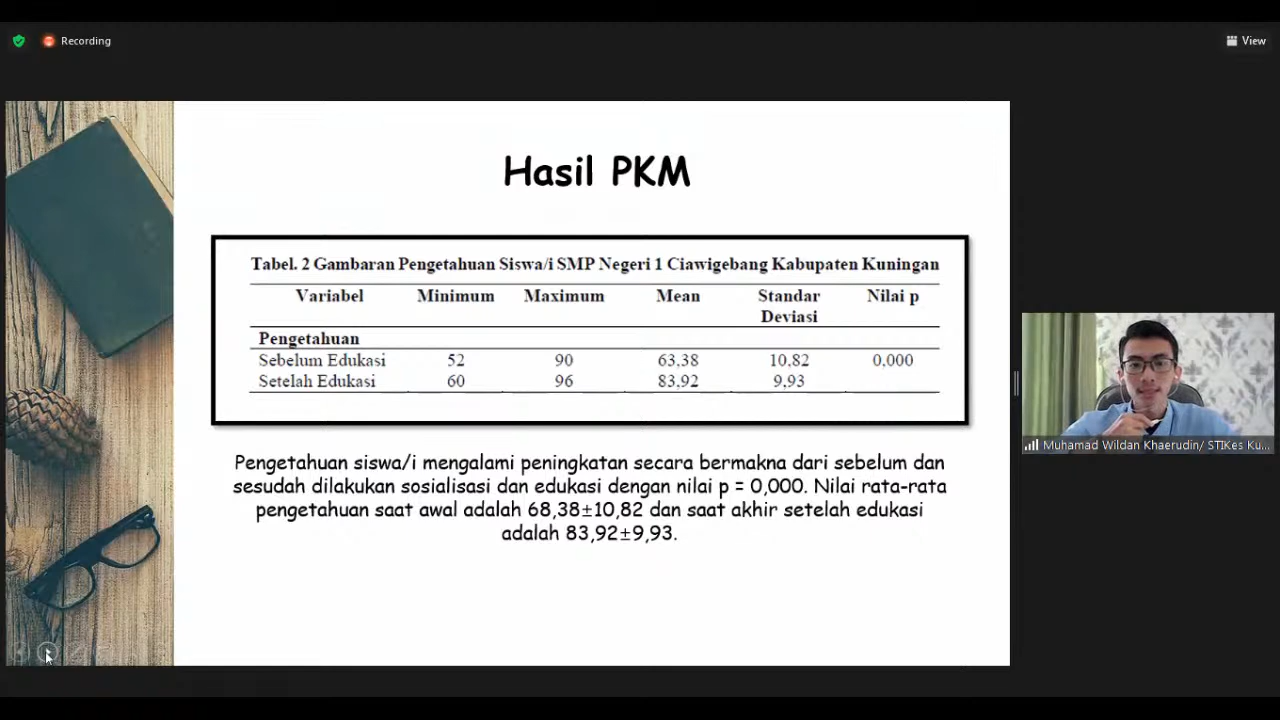 Recording
View
Hasil PKM
Tabel. 2 Gambaran Pengetahuan Siswa/i SMP Negeri 1 Ciawigebang Kabupaten Kuningan
Variabel Minimum Maximum Mean Standar Deviasi Nilai p
Pengetahuan
Sebelum Edukasi 52 90 63,38 10,82 0,000
Setelah Edukasi 60 96 83,92 9,93
Pengetahuan siswa/i mengalami peningkatan secara bermakna dari sebelum dan
sesudah dilakukan sosialisasi dan edukasi dengan nilai p = 0,000. Nilai rata-rata
pengetahuan saat awal adalah 68,38±10,82 dan saat akhir setelah edukasi
adalah 83,92±9,93.
Muhamad Wildan Khaerudin/ STIKes Ku...